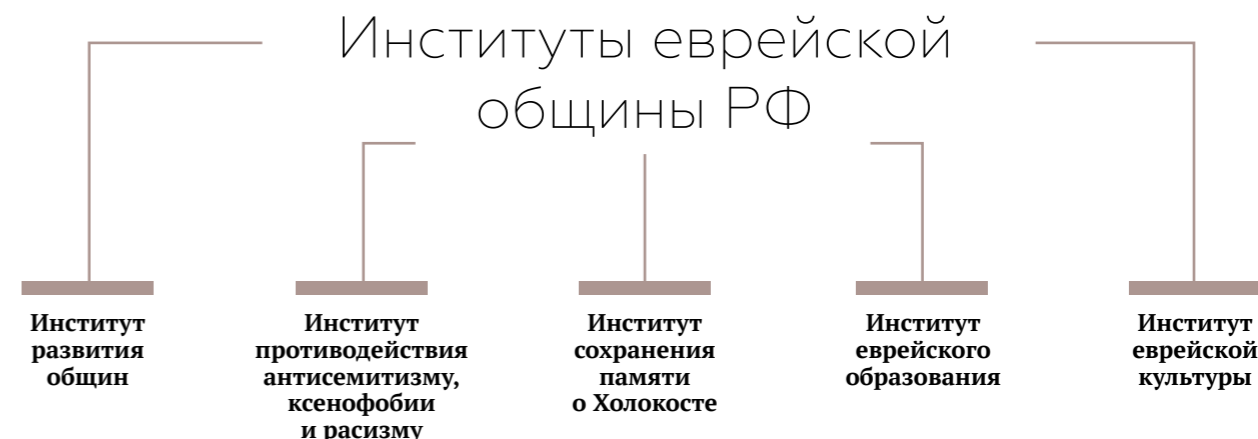 Институты еврейской
общины РФ
Институт
развития
общин
Институт
противодействия
антисемитизму,
ксенофобии
и расизму
Институт
сохранения
памяти
о Холокосте
Институт
еврейского
образования
Институт
еврейской
культуры